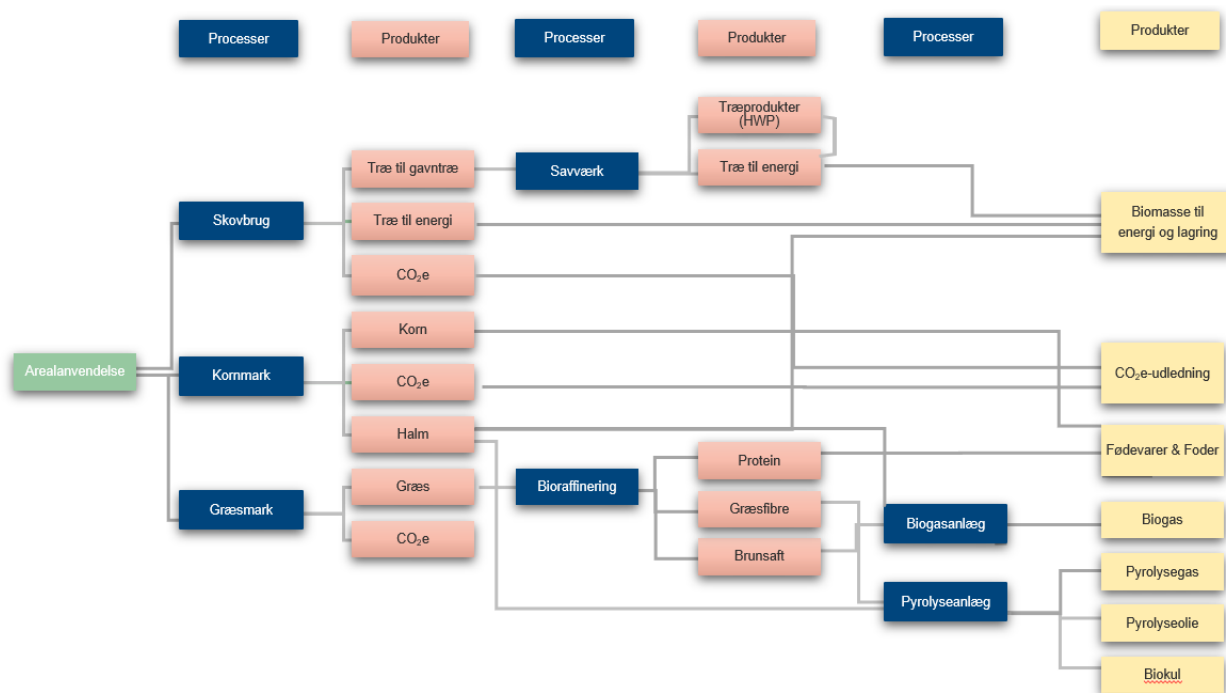 Processer
Produkter
Processer
Produkter
Processer
Produkter
Træprodukter
(HWP)
Træ til gavntræ
Savværk
Træ til energi
Skovbrug
Træ til energi
Biomasse til
energi og lagring
CO₂e
Korn
Arealanvendelse
Kornmark
CO₂e
CO₂e-udledning
Halm
Fødevarer & Foder
Protein
Græs
Bioraffinering
Græsmark
Græsfibre
Biogasanlæg
Biogas
CO₂e
Brunsaft
Pyrolysegas
Pyrolyseanlæg
Pyrolyseolie
Biokul